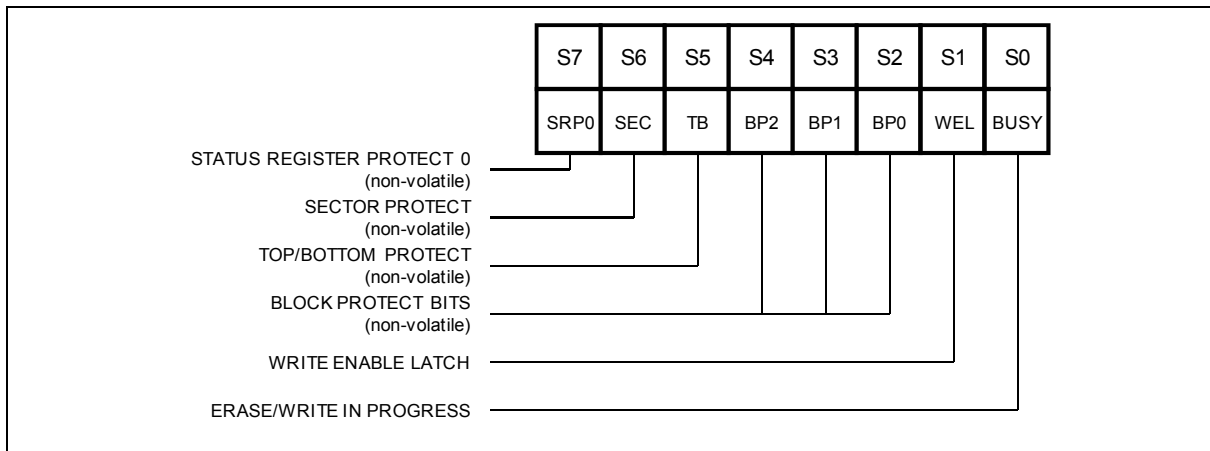 S7 S6 S5 S4 S3 S2 S1 S0
SRP0 SEC TB BP2 BP1 BP0 WEL BUSY
STATUS REGISTER PROTECT 0
(non-volatile)
SECTOR PROTECT
(non-volatile)
TOP/BOTTOM PROTECT
(non-volatile)
BLOCK PROTECT BITS
(non-volatile)
WRITE ENABLE LATCH
ERASE/WRITE IN PROGRESS